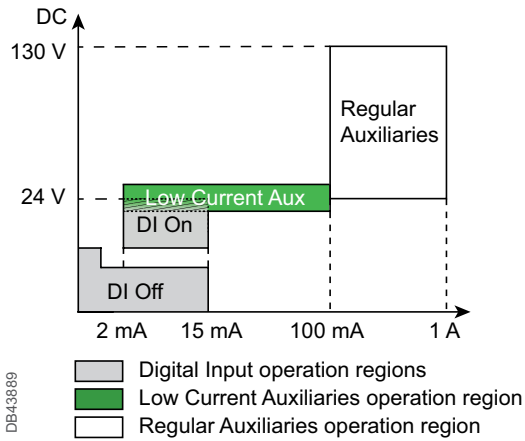 DC
130 V
Regular
Auxiliaries
24 V
Low Current Aux
DI On
DI Off
2 mA
15 mA
100 mA
1 A
Digital Input operation regions
Low Current Auxiliaries operation region
Regular Auxiliaries operation region
DB43889